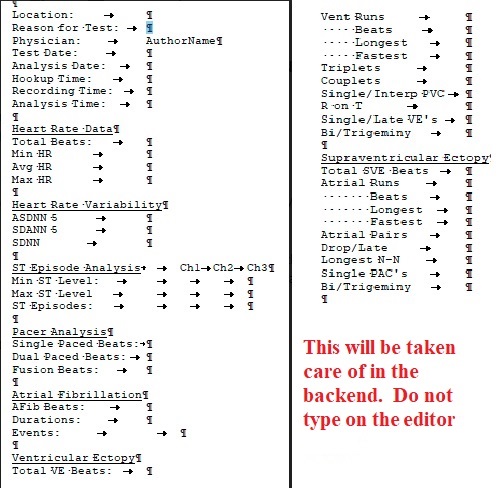 Location:
Reason for Test:
Physician: AuthorName
Test Date:
Analysis Date:
Hookup Time:
Recording Time:
Analysis Time:
Heart Rate Data
Total Beats:
Min HR
Avg HR
Max HR
Heart Rate Variability
ASDNN 5
SDANN 5
SDNN
ST Episode Analysis Ch1 Ch2 Ch3
Min ST Level:
Max ST Level
ST Episodes:
Pacer Analysis
Single Paced Beats:
Dual Paced Beats:
Fusion Beats:
Atrial Fibrillation
AFib Beats:
Durations:
Events:
Ventricular Ectopy
Total VE Beats:
Vent Runs
Beats
Longest
Fastest
Triplets
Couplets
Single/Interp PVC
R on T
Single/Late VE's
Bi/Trigeminy
Supraventricular Ectopy
Total SVE Beats
Atrial Runs
Beats
Longest
Fastest
Atrial Pairs
Drop/Late
Longest N-N
Single PAC's
Bi/Trigeminy
This will be taken
care of in the
backend. Do not
type on the editor